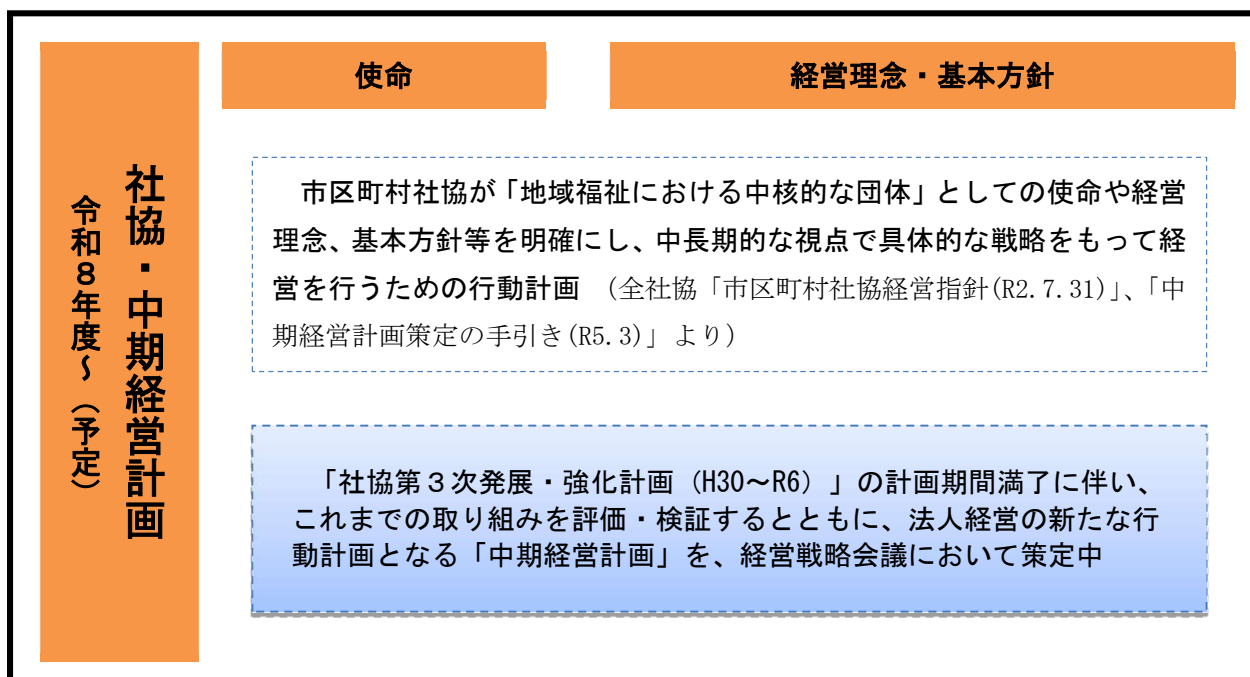 社協・中期経営計画
令和８年度～（予定）
使命
経営理念・基本方針
市区町村社協が「地域福祉における中核的な団体」としての使命や経営
理念、基本方針等を明確にし、中長期的な視点で具体的な戦略をもって経
営を行うための行動計画　（全社協「市区町村社協経営指針(R2.7.31)」、「中
期経営計画策定の手引き(R5.3)」より）
「社協第３次発展・強化計画（H30～R6）」の計画期間満了に伴い、
これまでの取り組みを評価・検証するとともに、法人経営の新たな行
動計画となる「中期経営計画」を、経営戦略会議において策定中